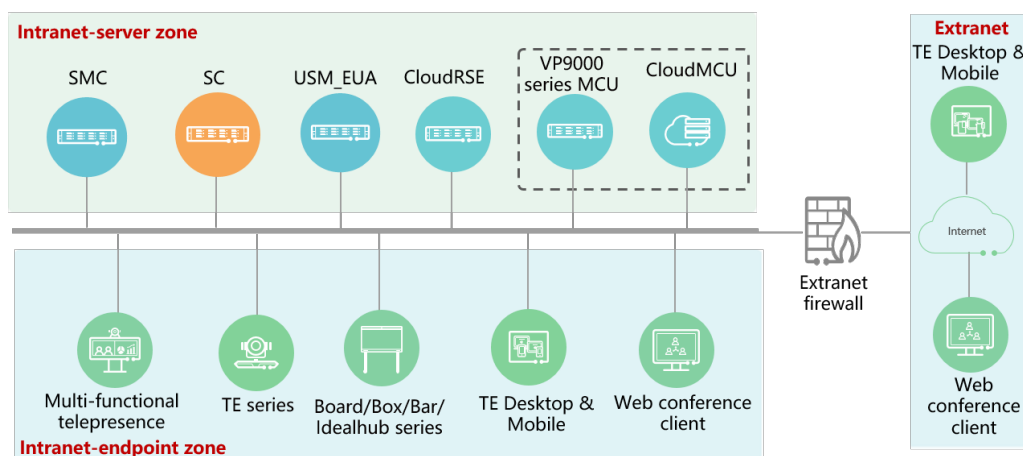 Intranet-server zone
SMC
SC
USM_EUA
CloudRSE
VP9000
series MCU
CloudMCU
Extranet
TE Desktop &
Mobile
Internet
Extranet
firewall
Web
conference
client
Multi-functional
telepresence
TE series
Board/Box/Bar/
Idealhub series
TE Desktop &
Mobile
Web conference
client
Intranet-endpoint zone